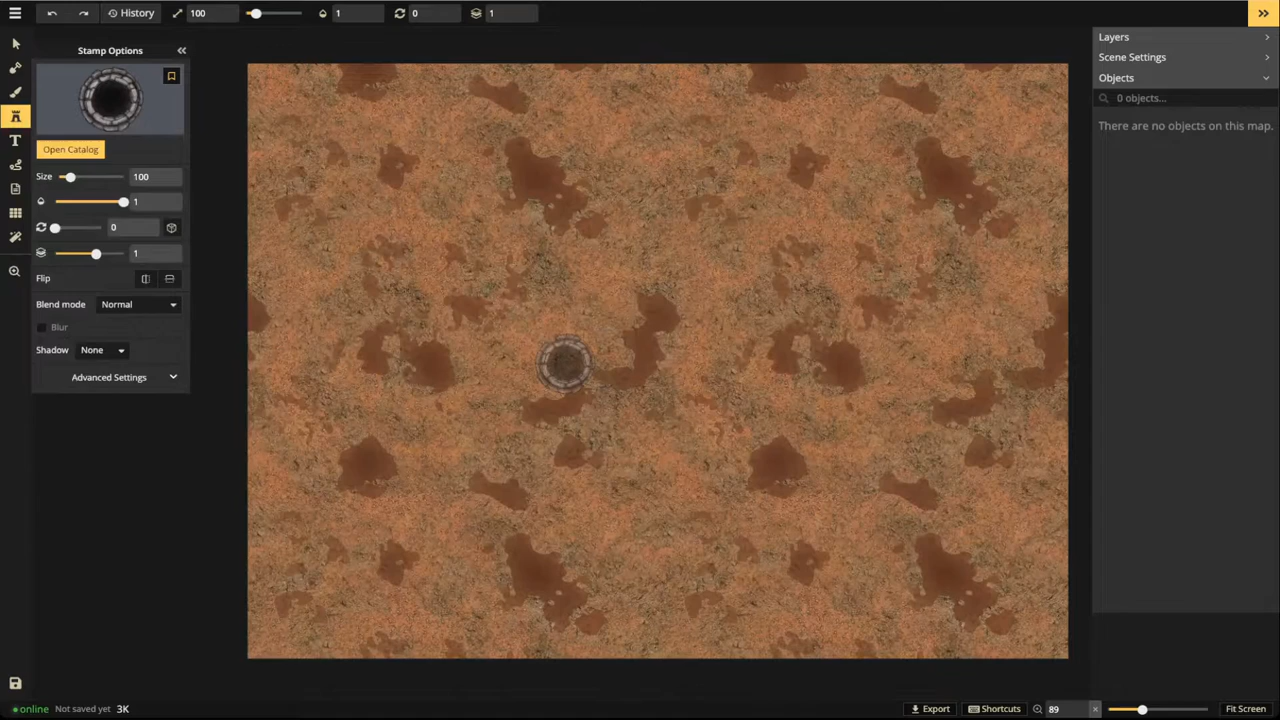 History 100 1 0 1
Stamp Options
Open Catalog
Size 100
1
0
1
Flip
Blend mode Normal
Blur
Shadow None
Advanced Settings
Layers
Scene Settings
Objects
0 objects...
There are no objects on this map.
online Not saved yet 3K
Export Shortcuts 89 × Fit Screen